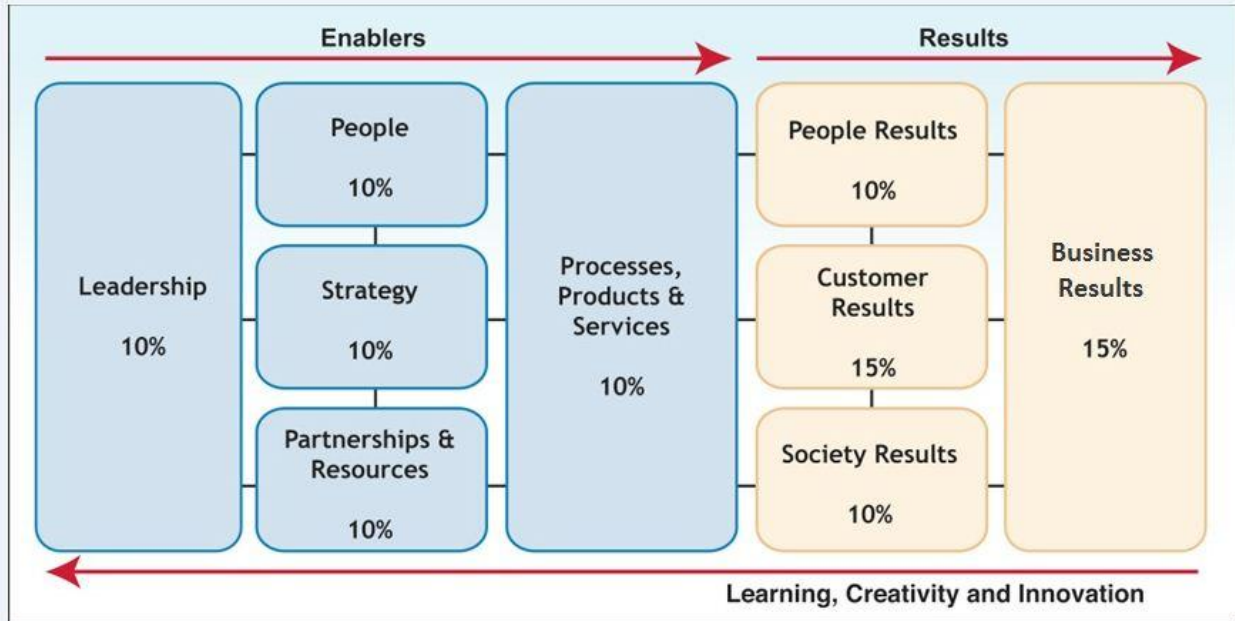 Enablers
Results
Leadership
10%
People
10%
Strategy
10%
Partnerships &
Resources
10%
Processes,
Products &
Services
10%
People Results
10%
Customer
Results
15%
Society Results
10%
Business
Results
15%
Learning, Creativity and Innovation